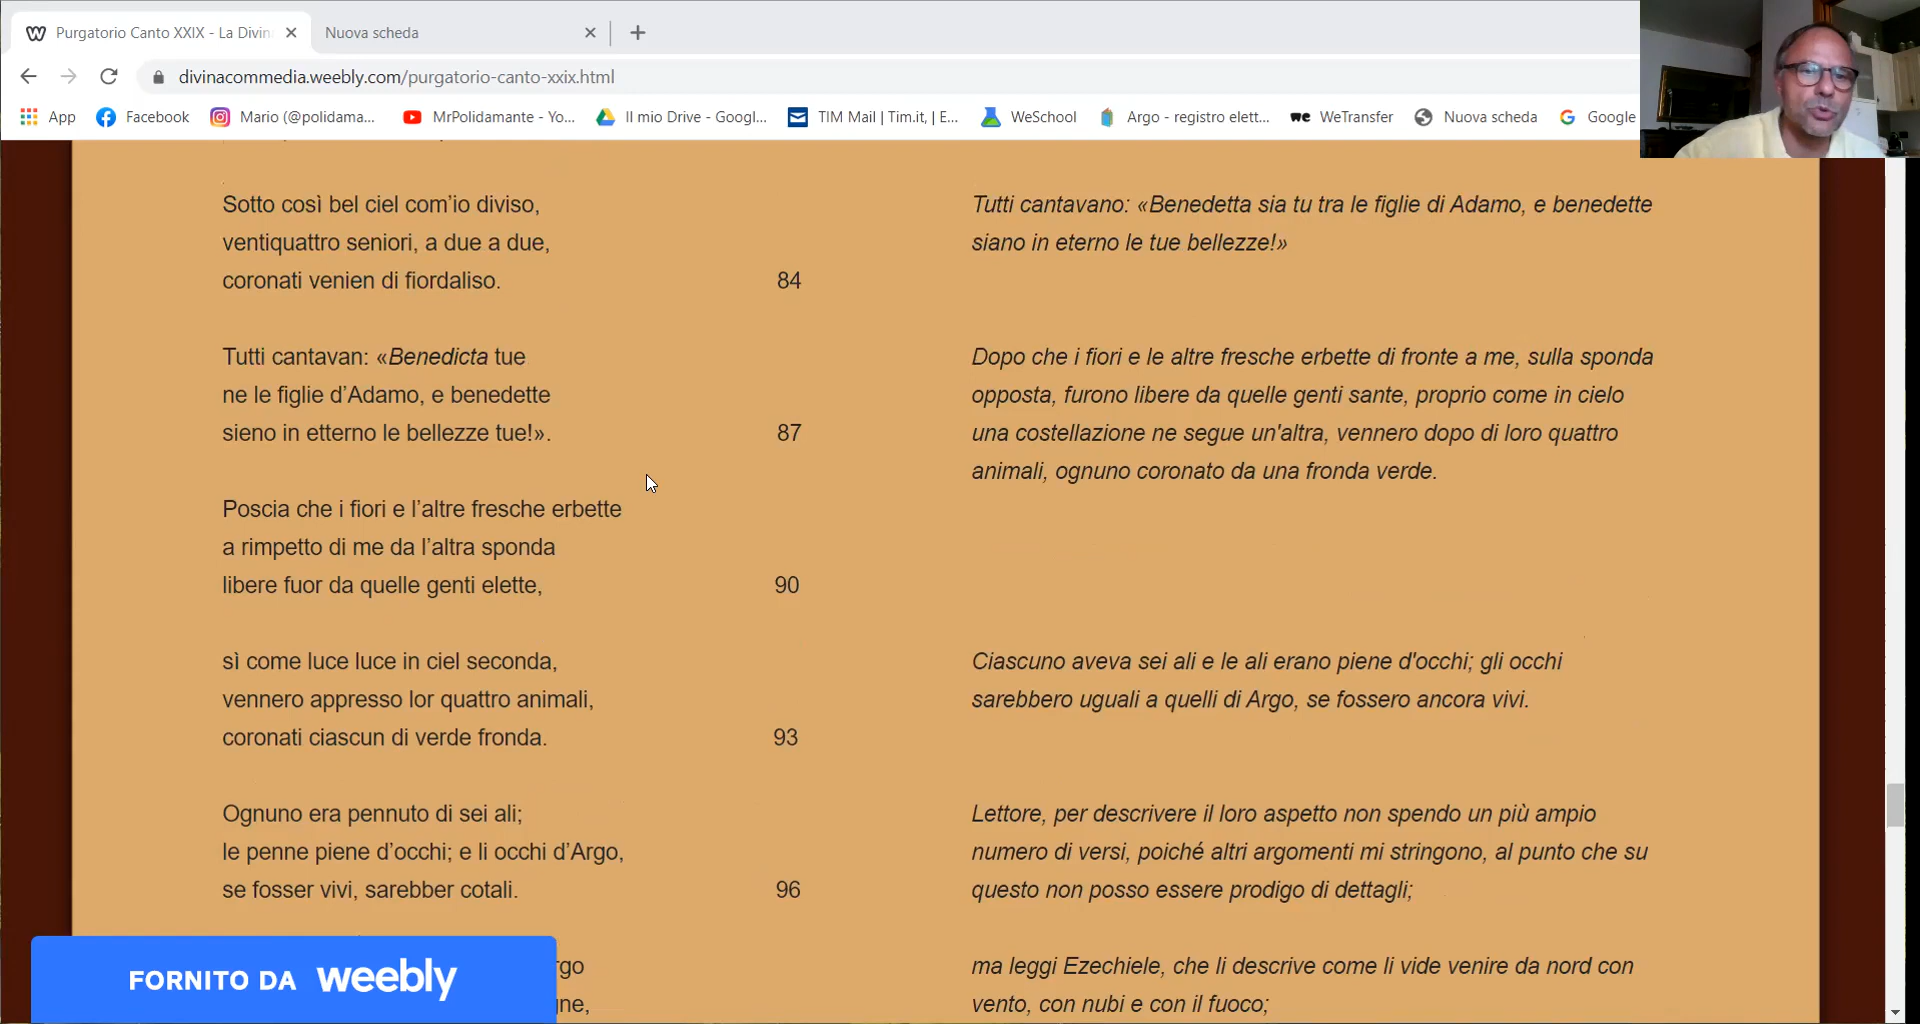 Purgatorio Canto XXIX - La Divin
Nuova scheda
divinacommedia.weebly.com/purgatorio-canto-xxix.html
App
Facebook
Mario (@polidama...
MrPolidamante - Yo...
Il mio Drive - Googl...
TIM Mail | Tim.it, | E...
WeSchool
Argo - registro elett...
WeTransfer
Nuova scheda
Google
Sotto così bel ciel com'io diviso,
ventiquattro seniori, a due a due,
coronati venien di fiordaliso. 84
Tutti cantavan: «Benedicta tue
ne le figlie d'Adamo, e benedette
sieno in etterno le bellezze tue!». 87
Poscia che i fiori e l'altre fresche erbette
a rimpetto di me da l'altra sponda
libere fuor da quelle genti elette, 90
sì come luce luce in ciel seconda,
vennero appresso lor quattro animali,
coronati ciascun di verde fronda. 93
Ognuno era pennuto di sei ali;
le penne piene d'occhi; e li occhi d'Argo,
se fosser vivi, sarebber cotali. 96
rgo
gne,
Tutti cantavano: «Benedetta sia tu tra le figlie di Adamo, e benedette
siano in eterno le tue bellezze!»
Dopo che i fiori e le altre fresche erbette di fronte a me, sulla sponda
opposta, furono libere da quelle genti sante, proprio come in cielo
una costellazione ne segue un'altra, vennero dopo di loro quattro
animali, ognuno coronato da una fronda verde.
Ciascuno aveva sei ali e le ali erano piene d'occhi; gli occhi
sarebbero uguali a quelli di Argo, se fossero ancora vivi.
Lettore, per descrivere il loro aspetto non spendo un più ampio
numero di versi, poiché altri argomenti mi stringono, al punto che su
questo non posso essere prodigo di dettagli;
ma leggi Ezechiele, che li descrive come li vide venire da nord con
vento, con nubi e con il fuoco;
FORNITO DA weebly